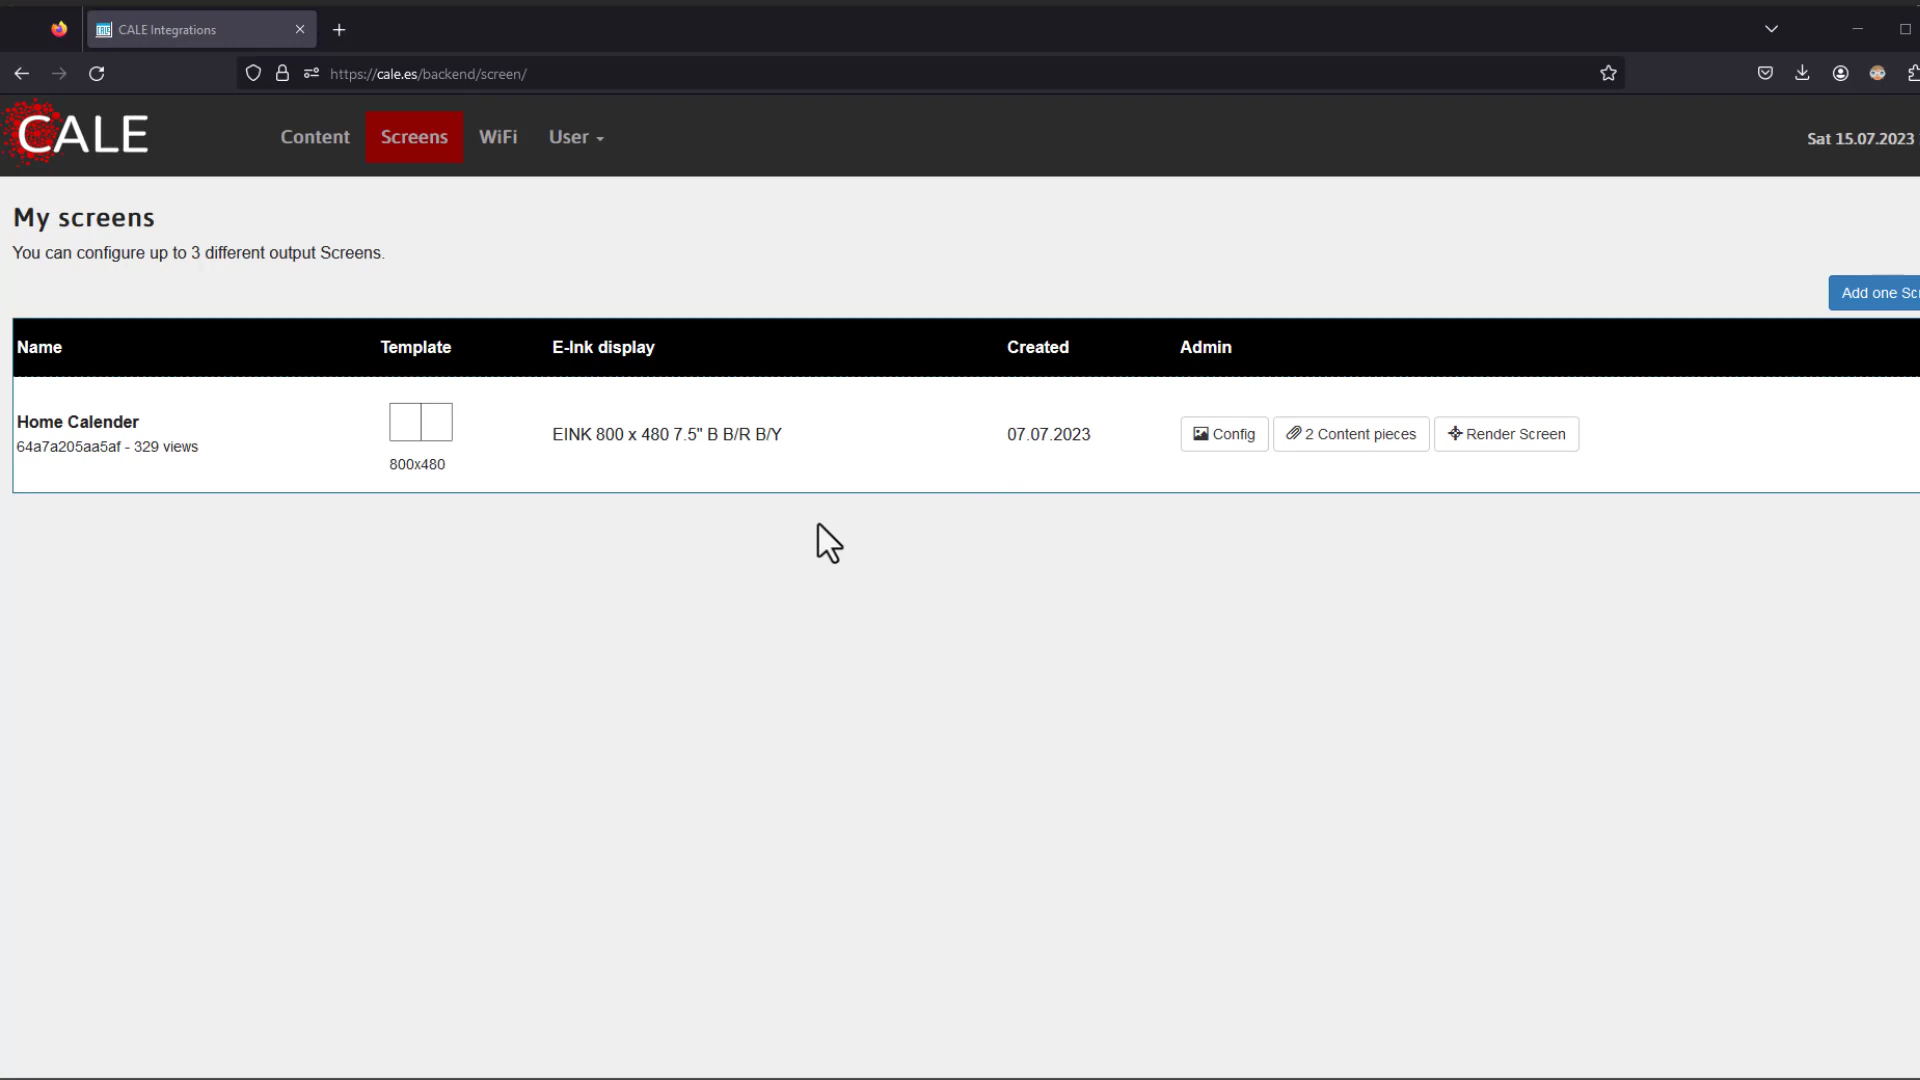 CALE Integrations
https://cale.es/backend/screen/
CALE
Content
Screens
WiFi
User
Sat 15.07.2023
My screens
You can configure up to 3 different output Screens.
Add one Scr
Name Template E-Ink display Created Admin
Home Calender
64a7a205aa5af - 329 views
800x480
EINK 800 x 480 7.5" B B/R B/Y
07.07.2023
Config
2 Content pieces
Render Screen